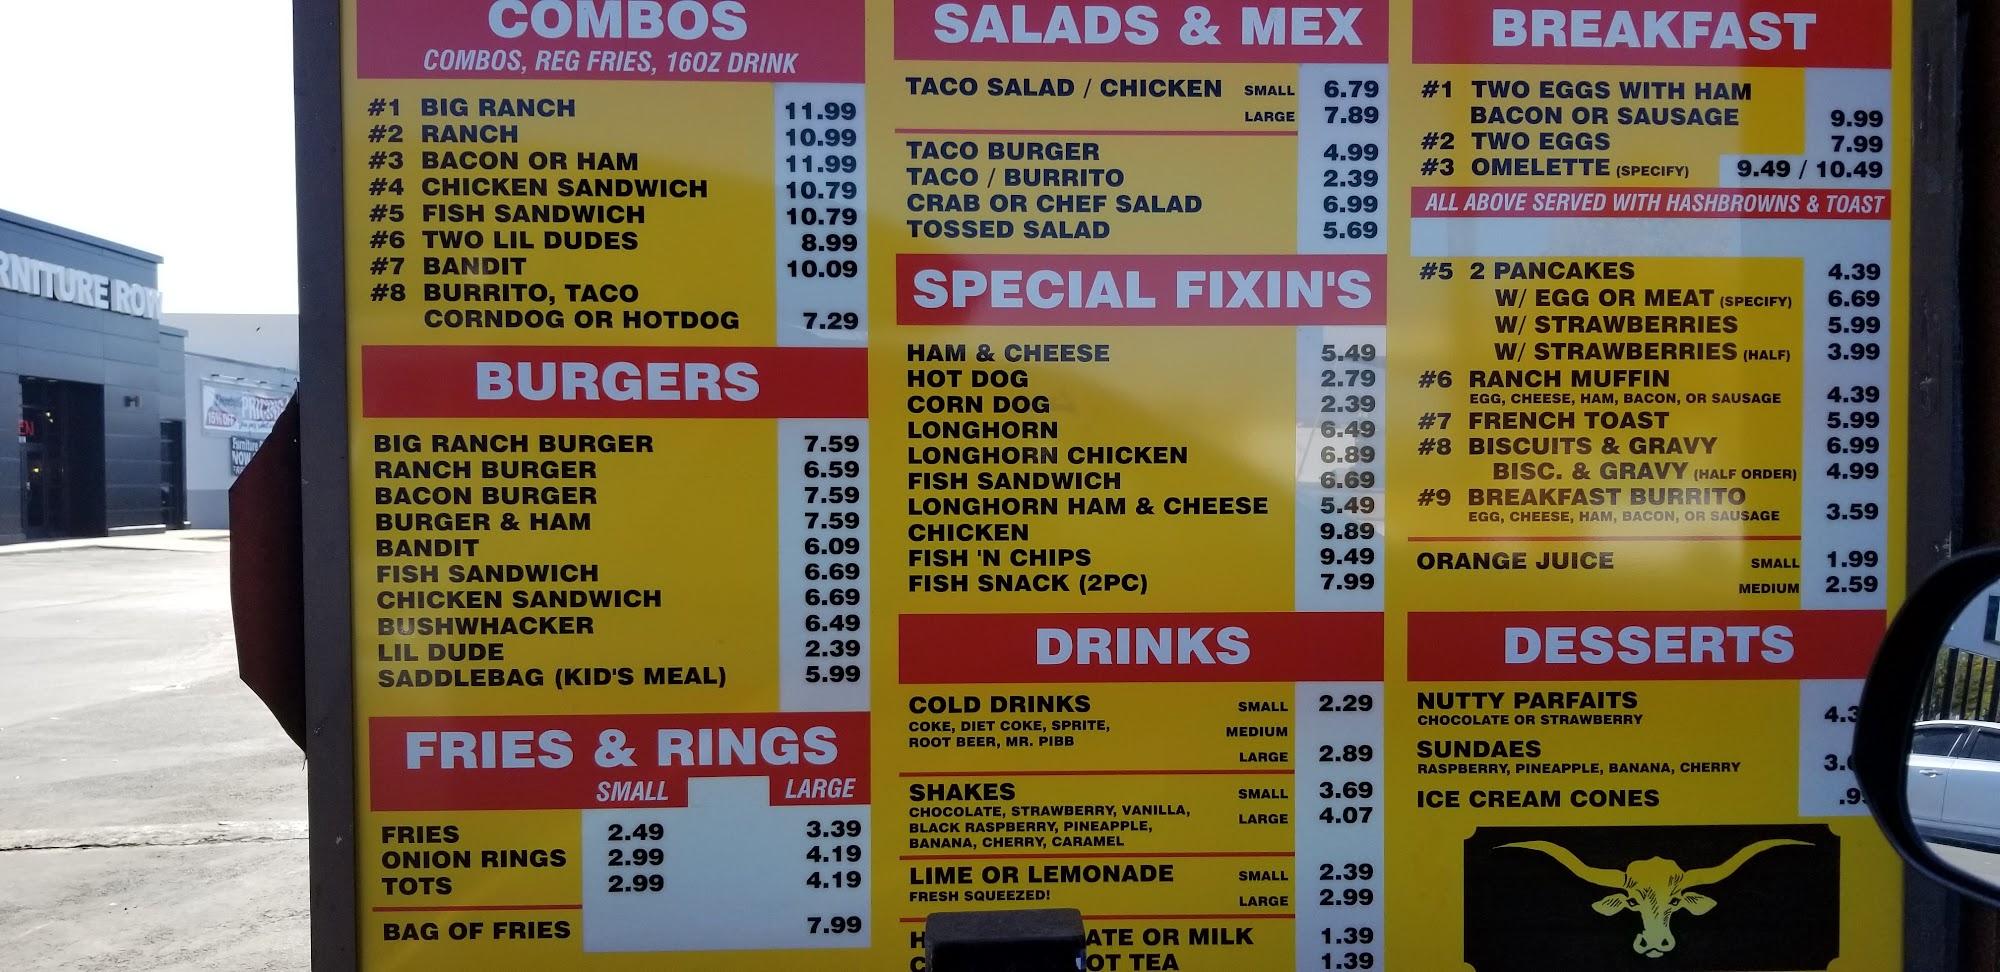 RNITURE ROW
EN
PRICING
15% OFF
Furniture
NOW
COMBOS
COMBOS, REG FRIES, 16OZ DRINK
#1 BIG RANCH 11.99
#2 RANCH 10.99
#3 BACON OR HAM 11.99
#4 CHICKEN SANDWICH 10.79
#5 FISH SANDWICH 10.79
#6 TWO LIL DUDES 8.99
#7 BANDIT 10.09
#8 BURRITO, TACO
CORNDOG OR HOTDOG 7.29
BURGERS
BIG RANCH BURGER 7.59
RANCH BURGER 6.59
BACON BURGER 7.59
BURGER & HAM 7.59
BANDIT 6.09
FISH SANDWICH 6.69
CHICKEN SANDWICH 6.69
BUSHWHACKER 6.49
LIL DUDE 2.39
SADDLEBAG (KID'S MEAL) 5.99
FRIES & RINGS
SMALL LARGE
FRIES 2.49 3.39
ONION RINGS 2.99 4.19
TOTS 2.99 4.19
BAG OF FRIES 7.99
SALADS & MEX
TACO SALAD / CHICKEN SMALL 6.79
LARGE 7.89
TACO BURGER 4.99
TACO / BURRITO 2.39
CRAB OR CHEF SALAD 6.99
TOSSED SALAD 5.69
SPECIAL FIXIN'S
HAM & CHEESE 5.49
HOT DOG 2.79
CORN DOG 2.39
LONGHORN 6.49
LONGHORN CHICKEN 6.89
FISH SANDWICH 6.69
LONGHORN HAM & CHEESE 5.49
CHICKEN 9.89
FISH 'N CHIPS 9.49
FISH SNACK (2PC) 7.99
DRINKS
COLD DRINKS SMALL 2.29
COKE, DIET COKE, SPRITE, MEDIUM
ROOT BEER, MR. PIBB LARGE 2.89
SHAKES SMALL 3.69
CHOCOLATE, STRAWBERRY, VANILLA, LARGE 4.07
BLACK RASPBERRY, PINEAPPLE,
BANANA, CHERRY, CARAMEL
LIME OR LEMONADE SMALL 2.39
FRESH SQUEEZED! LARGE 2.99
H ATE OR MILK 1.39
C OT TEA 1.39
BREAKFAST
#1 TWO EGGS WITH HAM
BACON OR SAUSAGE 9.99
#2 TWO EGGS 7.99
#3 OMELETTE (SPECIFY) 9.49 / 10.49
ALL ABOVE SERVED WITH HASHBROWNS & TOAST
#5 2 PANCAKES 4.39
W/ EGG OR MEAT (SPECIFY) 6.69
W/ STRAWBERRIES 5.99
W/ STRAWBERRIES (HALF) 3.99
#6 RANCH MUFFIN 4.39
EGG, CHEESE, HAM, BACON, OR SAUSAGE
#7 FRENCH TOAST 5.99
#8 BISCUITS & GRAVY 6.99
BISC. & GRAVY (HALF ORDER) 4.99
#9 BREAKFAST BURRITO 3.59
EGG, CHEESE, HAM, BACON, OR SAUSAGE
ORANGE JUICE SMALL 1.99
MEDIUM 2.59
DESSERTS
NUTTY PARFAITS 4.3
CHOCOLATE OR STRAWBERRY
SUNDAES 3.
RASPBERRY, PINEAPPLE, BANANA, CHERRY
ICE CREAM CONES .9